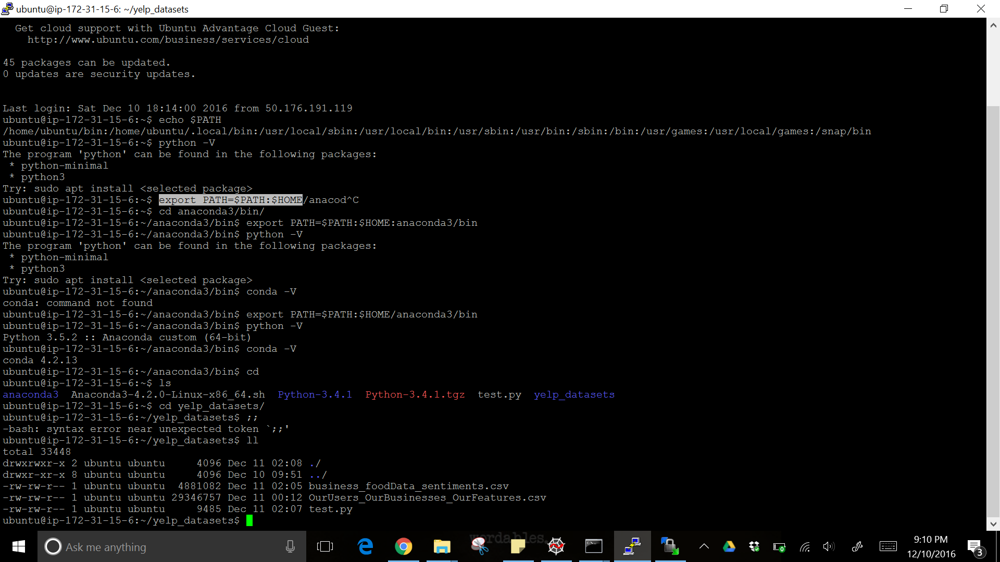 ubuntu@ip-172-31-15-6: ~/yelp_datasets
  Get cloud support with Ubuntu Advantage Cloud Guest:
    http://www.ubuntu.com/business/services/cloud
45 packages can be updated.
0 updates are security updates.
Last login: Sat Dec 10 18:14:00 2016 from 50.176.191.119
ubuntu@ip-172-31-15-6:~$ echo $PATH
/home/ubuntu/bin:/home/ubuntu/.local/bin:/usr/local/sbin:/usr/local/bin:/usr/sbin:/usr/bin:/sbin:/bin:/usr/games:/usr/local/games:/snap/bin
ubuntu@ip-172-31-15-6:~$ python -V
The program 'python' can be found in the following packages:
 * python-minimal
 * python3
Try: sudo apt install <selected package>
ubuntu@ip-172-31-15-6:~$ export PATH=$PATH:$HOME/anacod^C
ubuntu@ip-172-31-15-6:~$ cd anaconda3/bin/
ubuntu@ip-172-31-15-6:~/anaconda3/bin$ export PATH=$PATH:$HOME:anaconda3/bin
ubuntu@ip-172-31-15-6:~/anaconda3/bin$ python -V
The program 'python' can be found in the following packages:
 * python-minimal
 * python3
Try: sudo apt install <selected package>
ubuntu@ip-172-31-15-6:~/anaconda3/bin$ conda -V
conda: command not found
ubuntu@ip-172-31-15-6:~/anaconda3/bin$ export PATH=$PATH:$HOME/anaconda3/bin
ubuntu@ip-172-31-15-6:~/anaconda3/bin$ python -V
Python 3.5.2 :: Anaconda custom (64-bit)
ubuntu@ip-172-31-15-6:~/anaconda3/bin$ conda -V
conda 4.2.13
ubuntu@ip-172-31-15-6:~/anaconda3/bin$ cd
ubuntu@ip-172-31-15-6:~$ ls
anaconda3  Anaconda3-4.2.0-Linux-x86_64.sh  Python-3.4.1  Python-3.4.1.tgz  test.py  yelp_datasets
ubuntu@ip-172-31-15-6:~$ cd yelp_datasets/
ubuntu@ip-172-31-15-6:~/yelp_datasets$ ;;
-bash: syntax error near unexpected token `;;'
ubuntu@ip-172-31-15-6:~/yelp_datasets$ ll
total 33448
drwxrwxr-x 2 ubuntu ubuntu     4096 Dec 11 02:08 ./
drwxr-xr-x 8 ubuntu ubuntu     4096 Dec 10 09:51 ../
-rw-rw-r-- 1 ubuntu ubuntu  4881082 Dec 11 02:05 business_foodData_sentiments.csv
-rw-rw-r-- 1 ubuntu ubuntu 29346757 Dec 11 00:12 OurUsers_OurBusinesses_OurFeatures.csv
-rw-rw-r-- 1 ubuntu ubuntu     9485 Dec 11 02:07 test.py
ubuntu@ip-172-31-15-6:~/yelp_datasets$
Ask me anything
9:10 PM
12/10/2016
3